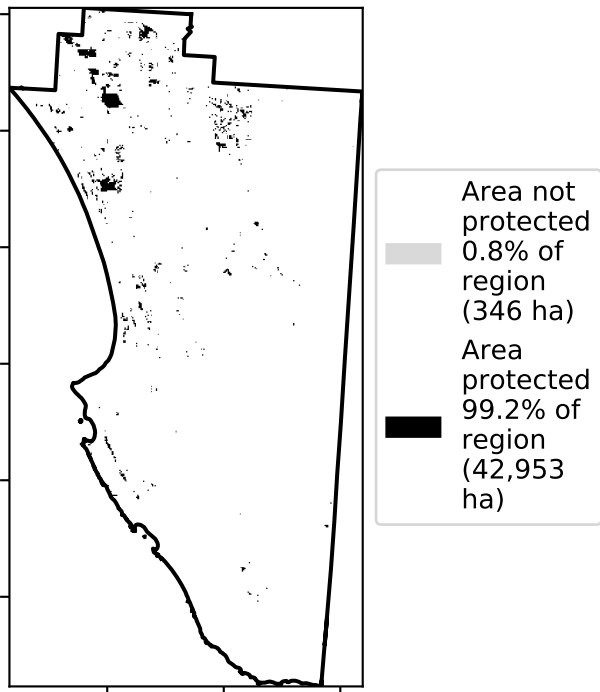 Area not
protected
0.8% of
region
(346 ha)
Area
protected
99.2% of
region
(42,953
ha)